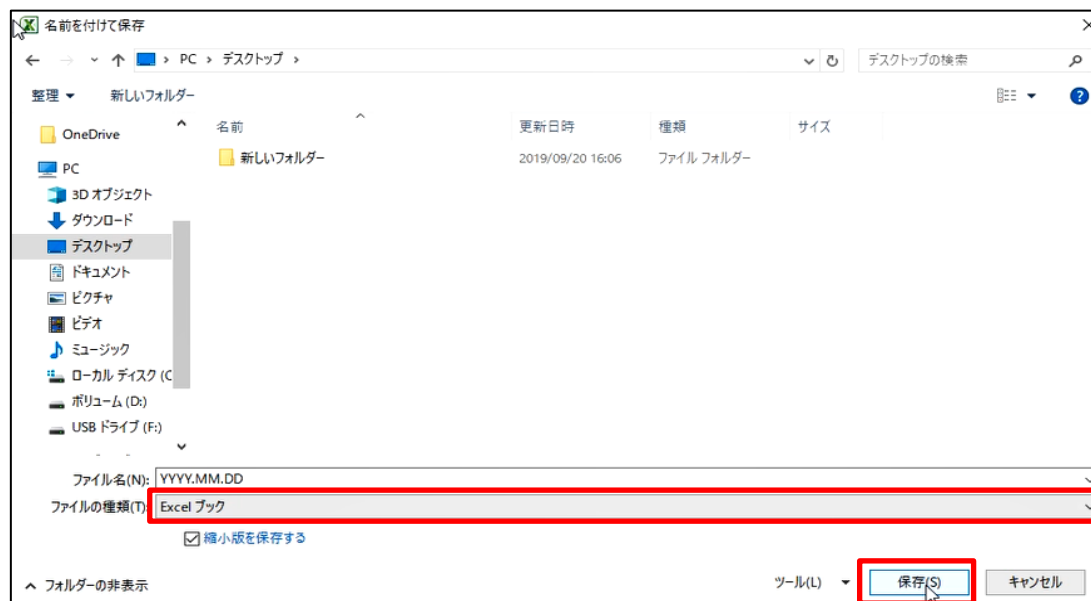 名前を付けて保存
PC › デスクトップ ›
デスクトップの検索
整理 新しいフォルダー
OneDrive
PC
3D オブジェクト
ダウンロード
デスクトップ
ドキュメント
ピクチャ
ビデオ
ミュージック
ローカル ディスク (C
ボリューム (D:)
USB ドライブ (F:)
名前 更新日時 種類 サイズ
新しいフォルダー 2019/09/20 16:06 ファイル フォルダー
ファイル名(N): YYYY.MM.DD
ファイルの種類(T): Excel ブック
縮小版を保存する
フォルダーの非表示
ツール(L) 保存(S) キャンセル